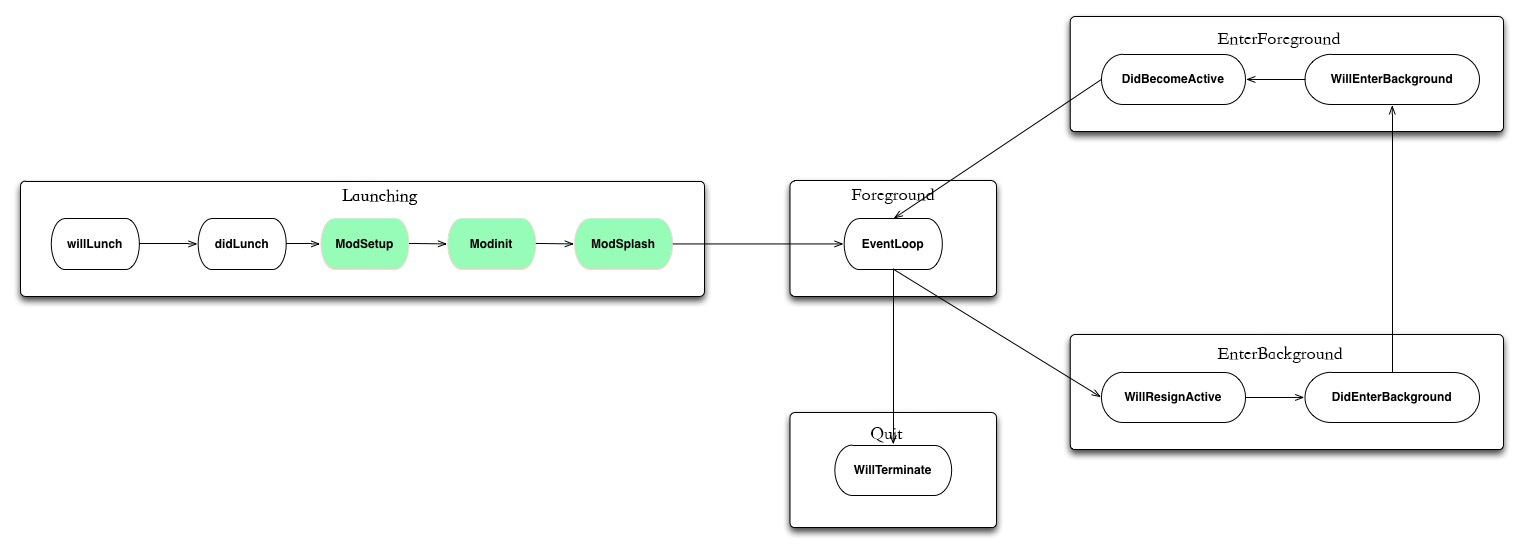 EnterForeground
DidBecomeActive
WillEnterBackground
Launching
willLunch
didLunch
ModSetup
Modinit
ModSplash
Foreground
EventLoop
EnterBackground
WillResignActive
DidEnterBackground
Quit
WillTerminate